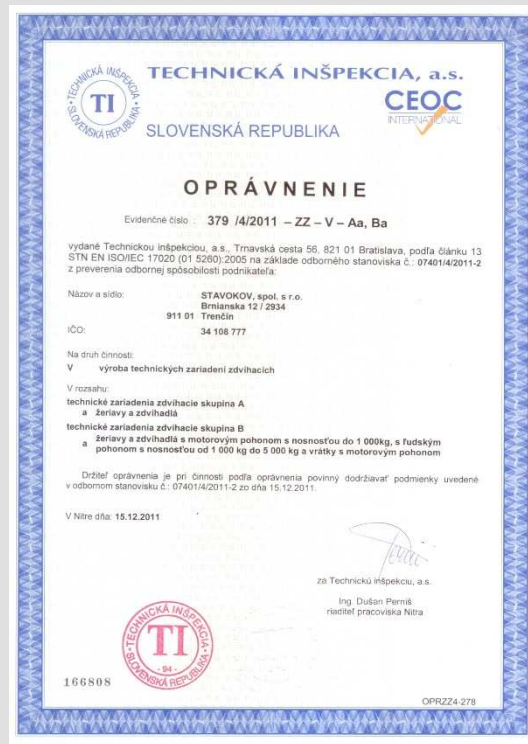 TECHNICKÁ INŠPEKCIA
TI
SLOVENSKÁ REPUBLIKA
TECHNICKÁ INŠPEKCIA, a.s.
CEOC
INTERNATIONAL
SLOVENSKÁ REPUBLIKA
OPRÁVNENIE
Evidenčné číslo : 379 /4/2011 – ZZ – V – Aa, Ba
vydané Technickou inšpekciou, a.s., Trnavská cesta 56, 821 01 Bratislava, podľa článku 13
STN EN ISO/IEC 17020 (01 5260):2005 na základe odborného stanoviska č.: 07401/4/2011-2
z preverenia odbornej spôsobilosti podnikateľa:
Názov a sídlo: STAVOKOV, spol. s r.o.
Brnianska 12 / 2934
911 01 Trenčín
IČO: 34 108 777
Na druh činnosti:
V výroba technických zariadení zdvíhacích
V rozsahu:
technické zariadenia zdvíhacie skupina A
a žeriavy a zdvíhadlá
technické zariadenia zdvíhacie skupina B
a žeriavy a zdvíhadlá s motorovým pohonom s nosnosťou do 1 000kg, s ľudským
pohonom s nosnosťou od 1 000 kg do 5 000 kg a vrátky s motorovým pohonom
Držiteľ oprávnenia je pri činnosti podľa oprávnenia povinný dodržiavať podmienky uvedené
v odbornom stanovisku č.: 07401/4/2011-2 zo dňa 15.12.2011.
V Nitre dňa: 15.12.2011
za Technickú inšpekciu, a.s.
Ing. Dušan Perniš
riaditeľ pracoviska Nitra
TECHNICKÁ INŠPEKCIA
TI
- 94 -
SLOVENSKÁ REPUBLIKA
166808
OPRZZ4-278